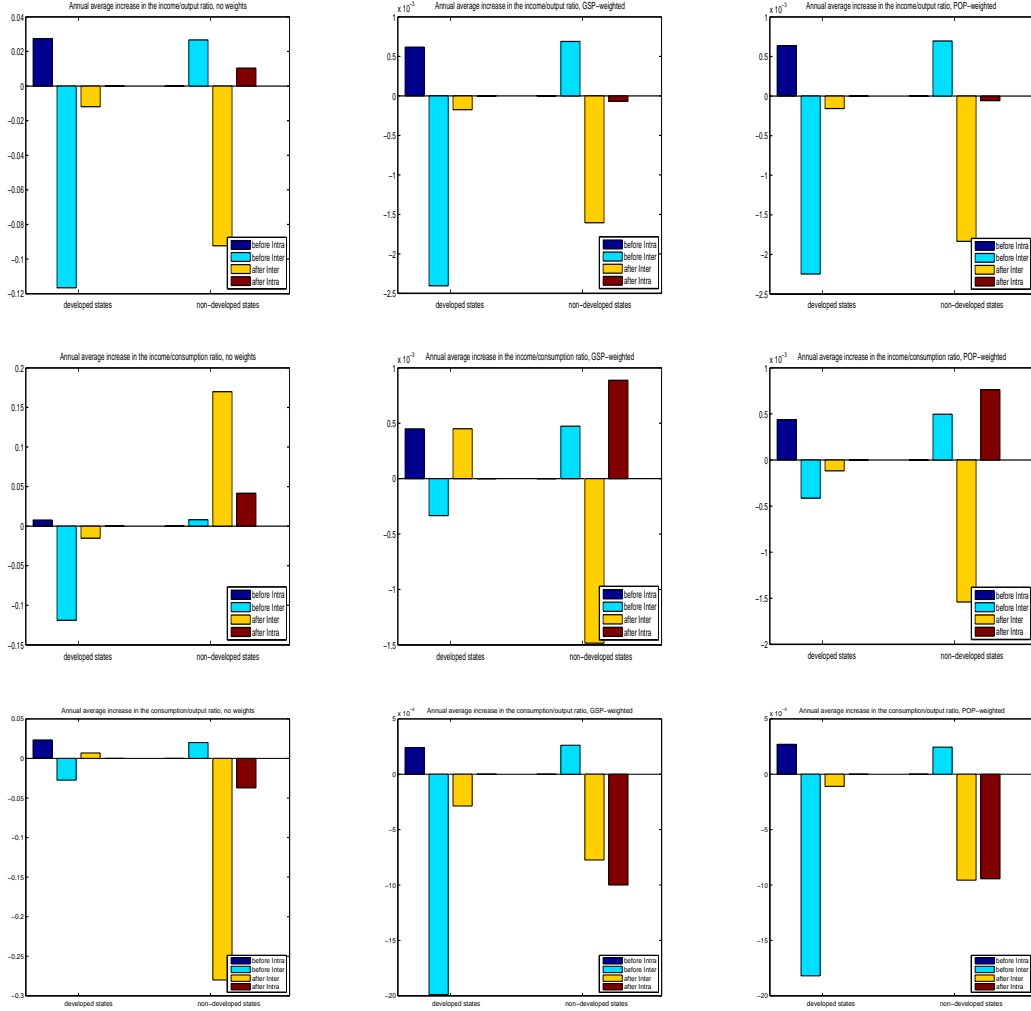 Annual average increase in the income/output ratio, no weights
0.04
0.02
0
−0.02
−0.04
−0.06
−0.08
−0.1
−0.12
developed states
non−developed states
before Intra
before Inter
after Inter
after Intra
Annual average increase in the income/output ratio, GSP−weighted
x 10⁻³
1
0.5
0
−0.5
−1
−1.5
−2
−2.5
developed states
non−developed states
before Intra
before Inter
after Inter
after Intra
Annual average increase in the income/output ratio, POP−weighted
x 10⁻³
1
0.5
0
−0.5
−1
−1.5
−2
−2.5
developed states
non−developed states
before Intra
before Inter
after Inter
after Intra
Annual average increase in the income/consumption ratio, no weights
0.2
0.15
0.1
0.05
0
−0.05
−0.1
−0.15
developed states
non−developed states
before Intra
before Inter
after Inter
after Intra
Annual average increase in the income/consumption ratio, GSP−weighted
x 10⁻³
1
0.5
0
−0.5
−1
−1.5
developed states
non−developed states
before Intra
before Inter
after Inter
after Intra
Annual average increase in the income/consumption ratio, POP−weighted
x 10⁻³
1
0.5
0
−0.5
−1
−1.5
−2
developed states
non−developed states
before Intra
before Inter
after Inter
after Intra
Annual average increase in the consumption/output ratio, no weights
0.05
0
−0.05
−0.1
−0.15
−0.2
−0.25
−0.3
developed states
non−developed states
before Intra
before Inter
after Inter
after Intra
Annual average increase in the consumption/output ratio, GSP−weighted
x 10⁻⁴
5
0
−5
−10
−15
−20
developed states
non−developed states
before Intra
before Inter
after Inter
after Intra
Annual average increase in the consumption/output ratio, POP−weighted
x 10⁻⁴
5
0
−5
−10
−15
−20
developed states
non−developed states
before Intra
before Inter
after Inter
after Intra